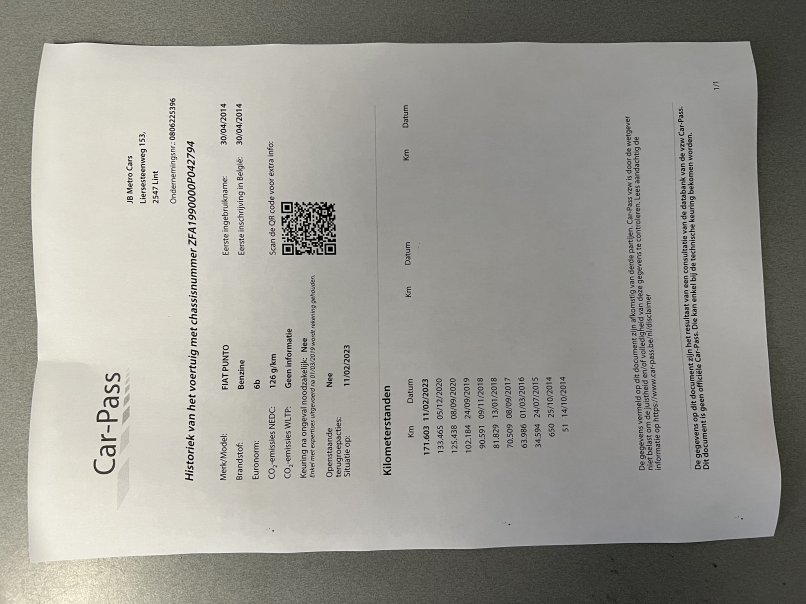 Car-Pass
JB Metro Cars
Liersesteenweg 153,
2547 Lint
Ondernemingsnr.: 0806225396
Historiek van het voertuig met chassisnummer ZFA1990000P042794
Merk/Model: FIAT PUNTO
Brandstof: Benzine
Euronorm: 6b
CO2-emissies NEDC: 126 g/km
CO2-emissies WLTP: Geen informatie
Keuring na ongeval noodzakelijk: Nee
Enkel met expertises uitgevoerd na 01/03/2019 wordt rekening gehouden.
Openstaande Nee
terugroepacties:
Situatie op: 11/02/2023
Eerste ingebruikname: 30/04/2014
Eerste inschrijving in België: 30/04/2014
Scan de QR code voor extra info:
Kilometerstanden
Km Datum Km Datum Km Datum
171.603 11/02/2023
133.465 05/12/2020
125.438 08/09/2020
102.184 24/09/2019
90.591 09/11/2018
81.829 13/01/2018
70.509 08/09/2017
63.986 01/03/2016
34.594 24/07/2015
650 25/10/2014
51 14/10/2014
De gegevens vermeld op dit document zijn afkomstig van derde partijen. Car-Pass vzw is door de wetgever
niet belast om de juistheid en/of volledigheid van deze gegevens te controleren. Lees aandachtig de
informatie op https://www.car-pass.be/nl/disclaimer
De gegevens op dit document zijn het resultaat van een consultatie van de databank van de vzw Car-Pass.
Dit document is geen officiële Car-Pass. Die kan enkel bij de technische keuring bekomen worden.
1/1